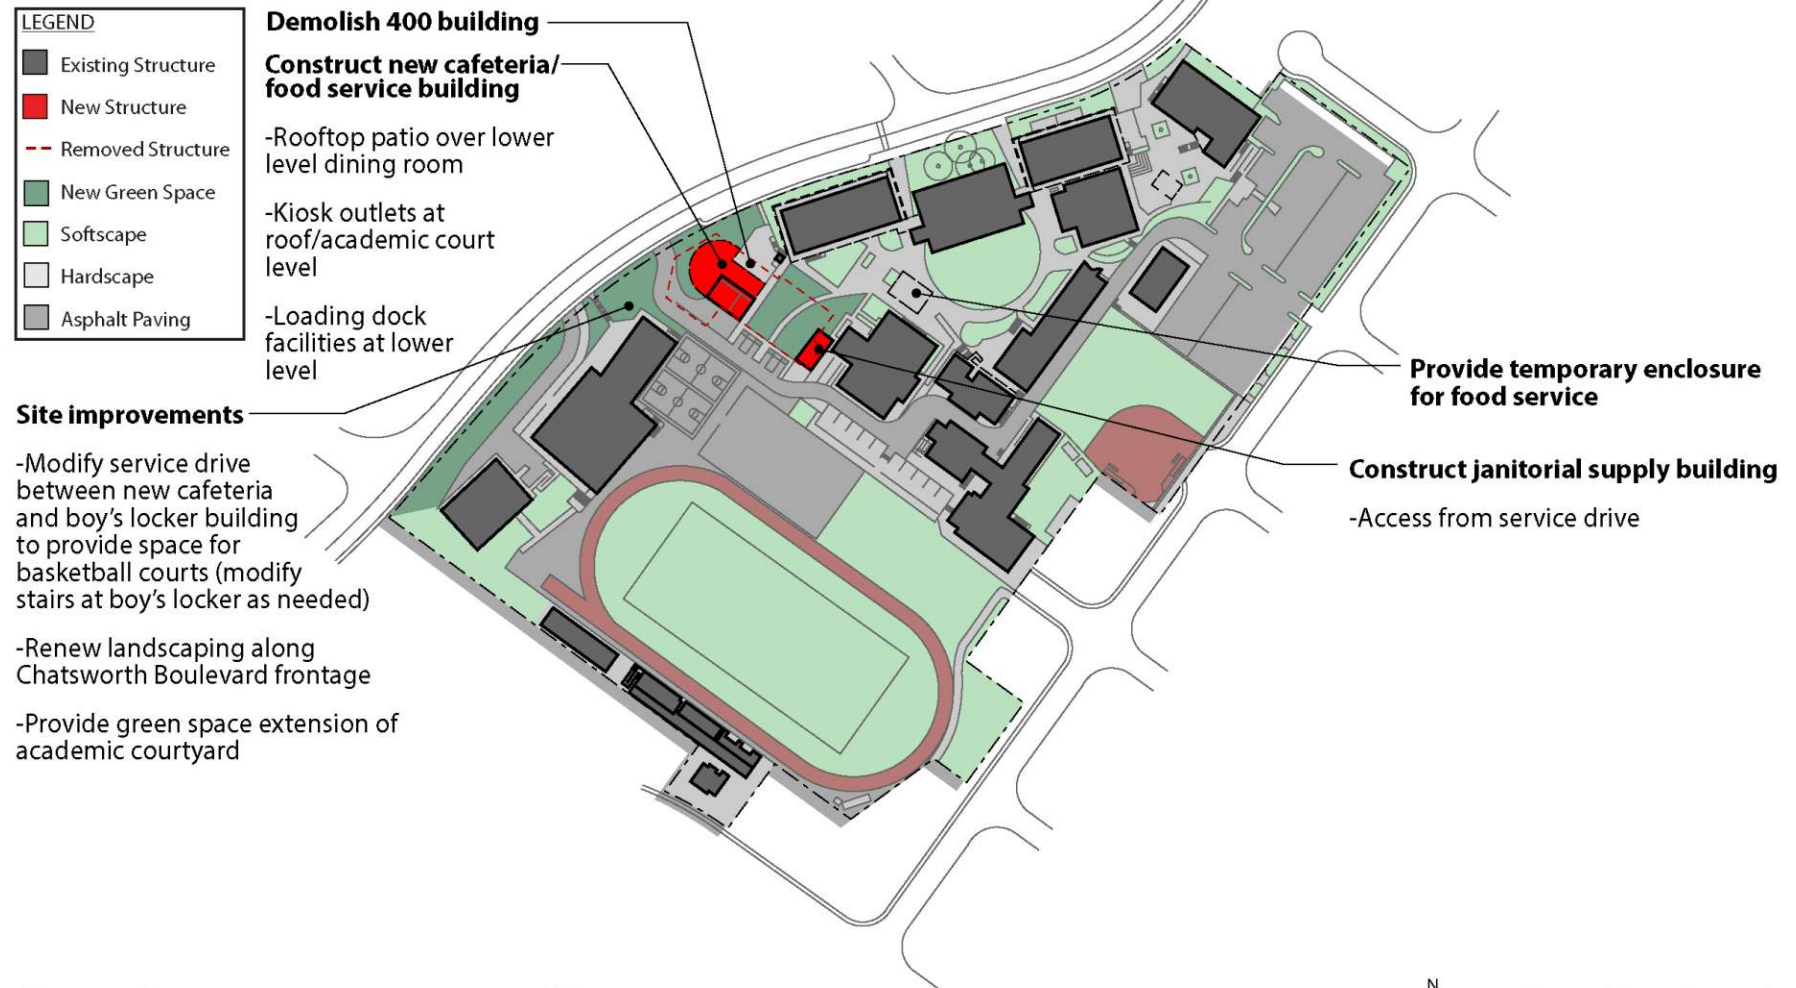 LEGEND
Existing Structure
New Structure
Removed Structure
New Green Space
Softscape
Hardscape
Asphalt Paving
Demolish 400 building
Construct new cafeteria/
food service building
-Rooftop patio over lower
level dining room
-Kiosk outlets at
roof/academic court
level
-Loading dock
facilities at lower
level
Site improvements
-Modify service drive
between new cafeteria
and boy's locker building
to provide space for
basketball courts (modify
stairs at boy's locker as needed)
-Renew landscaping along
Chatsworth Boulevard frontage
-Provide green space extension of
academic courtyard
Provide temporary enclosure
for food service
Construct janitorial supply building
-Access from service drive
N